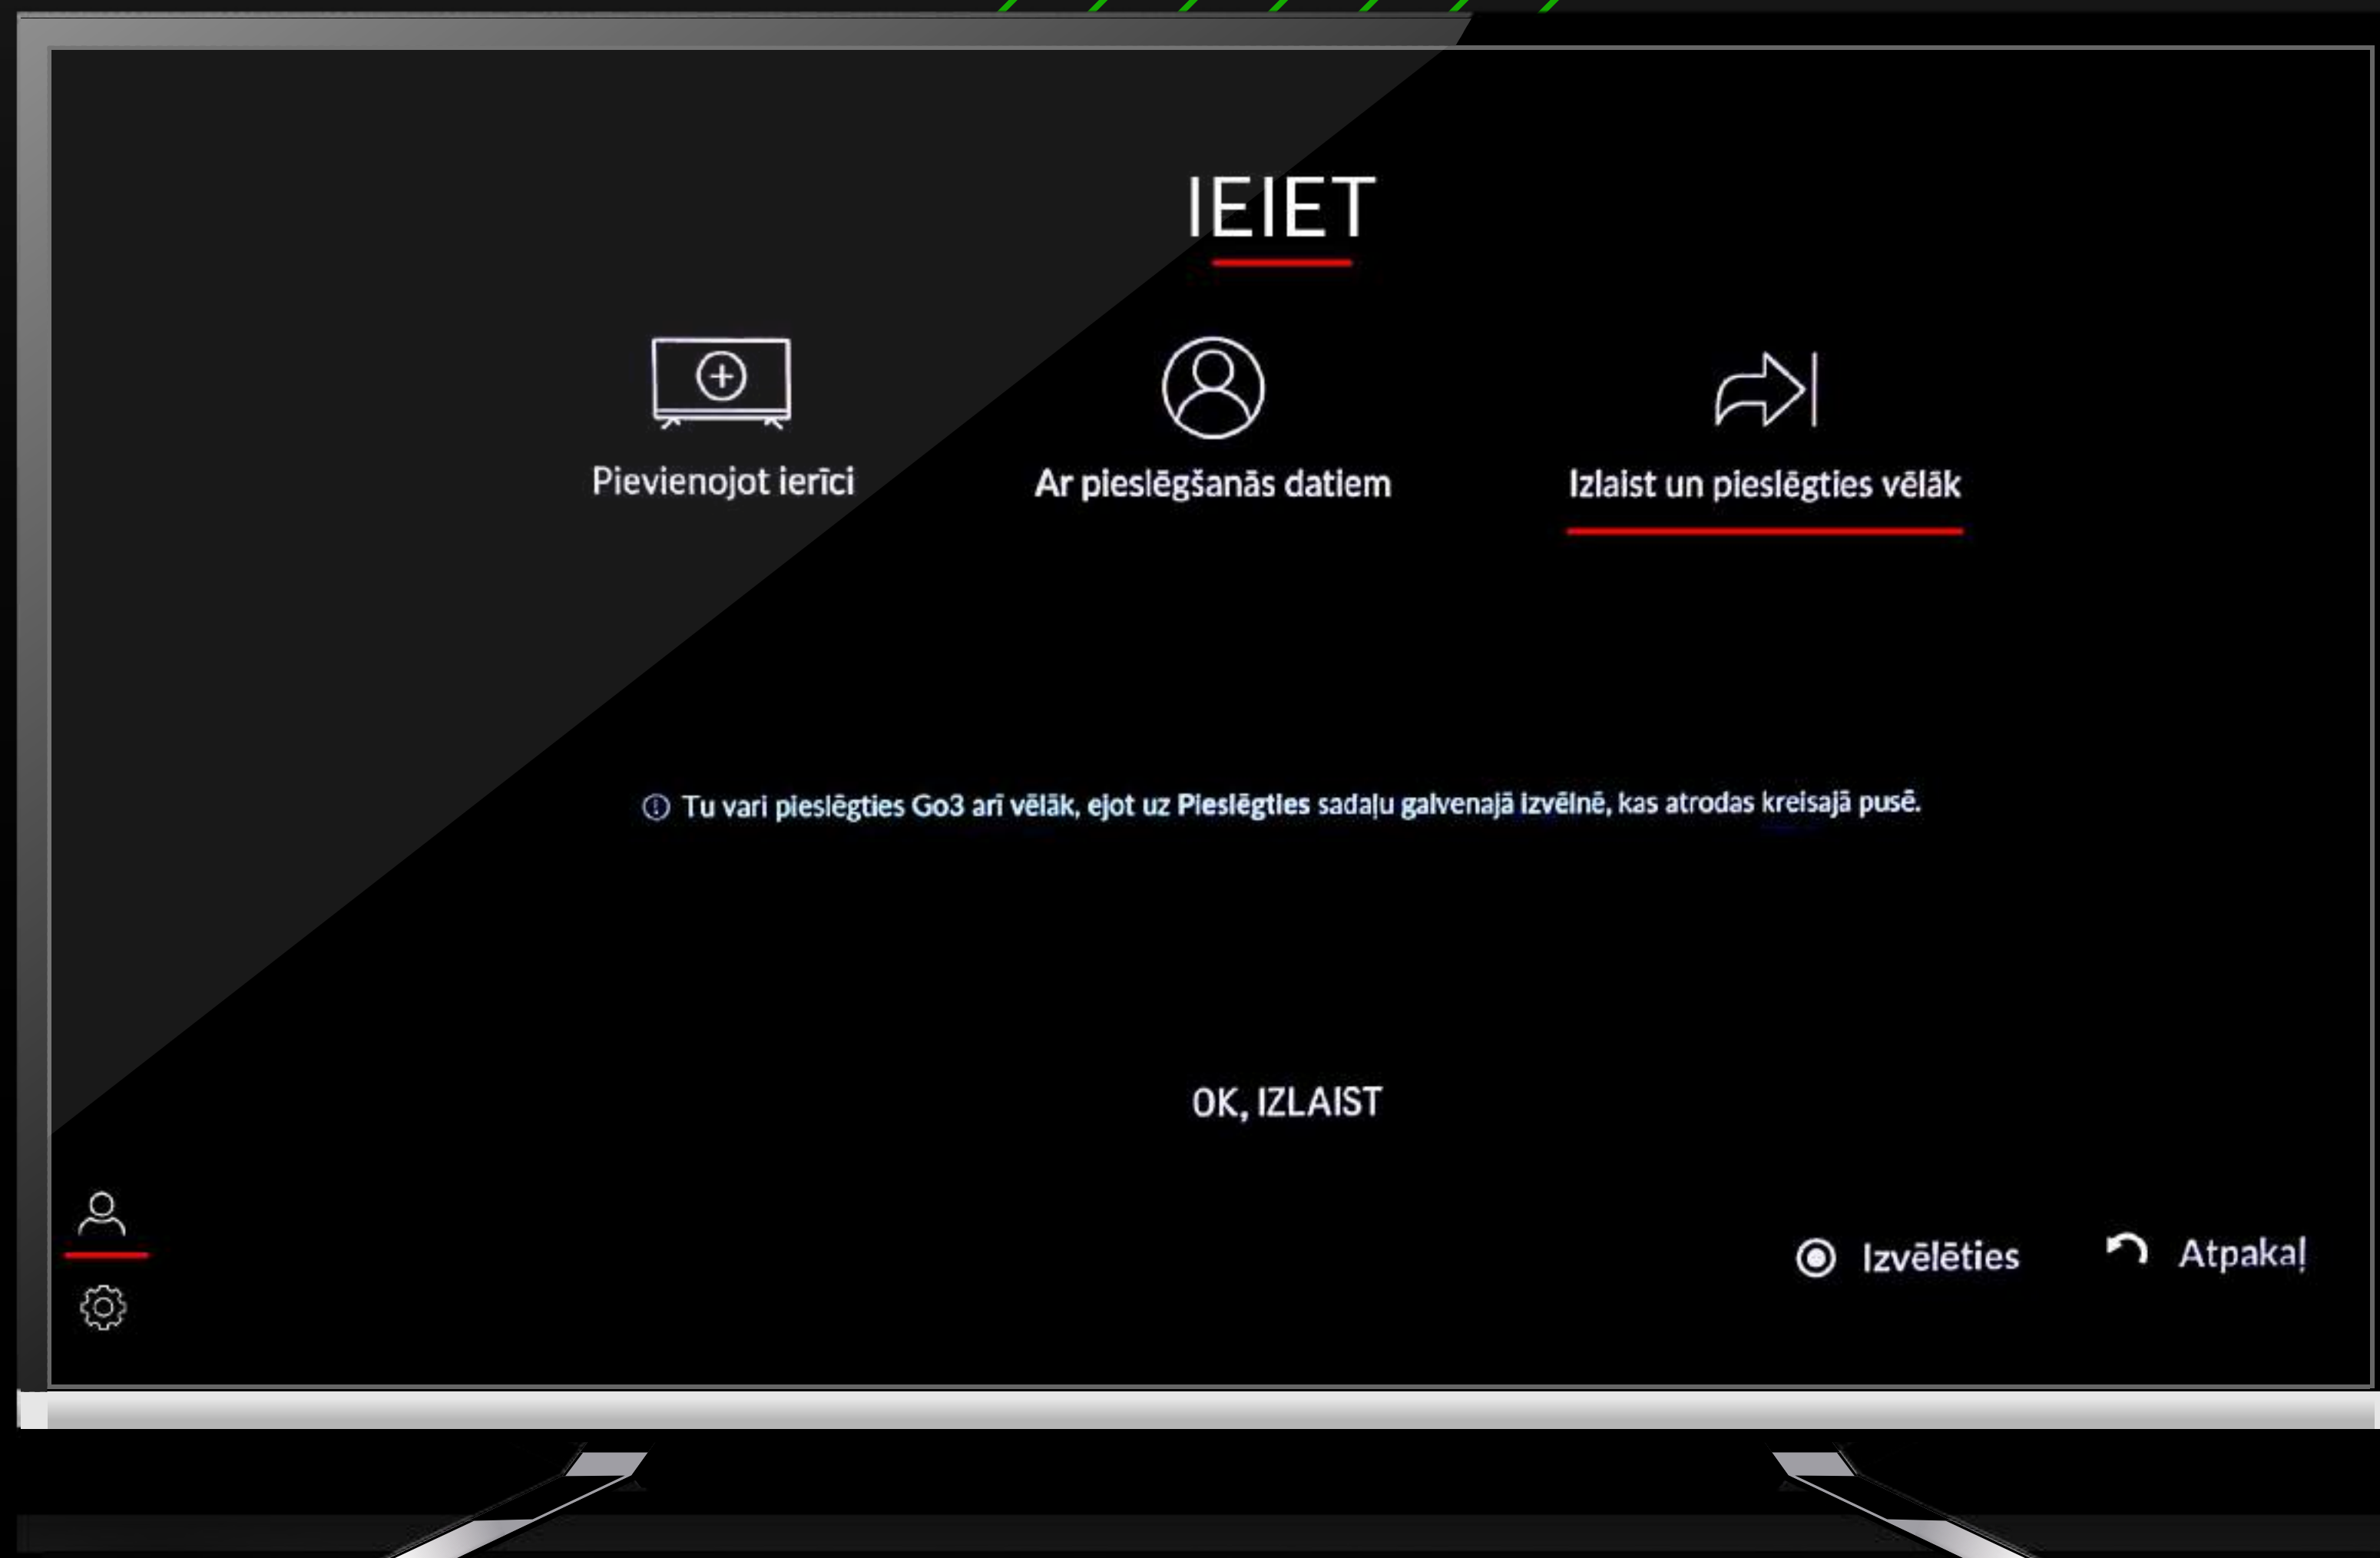 IEIET
Pievienojot ierīci
Ar pieslēgšanās datiem
Izlaist un pieslēgties vēlāk
Tu vari pieslēgties Go3 arī vēlāk, ejot uz Pieslēgties sadaļu galvenajā izvēlnē, kas atrodas kreisajā pusē.
OK, IZLAIST
Izvēlēties
Atpakaļ